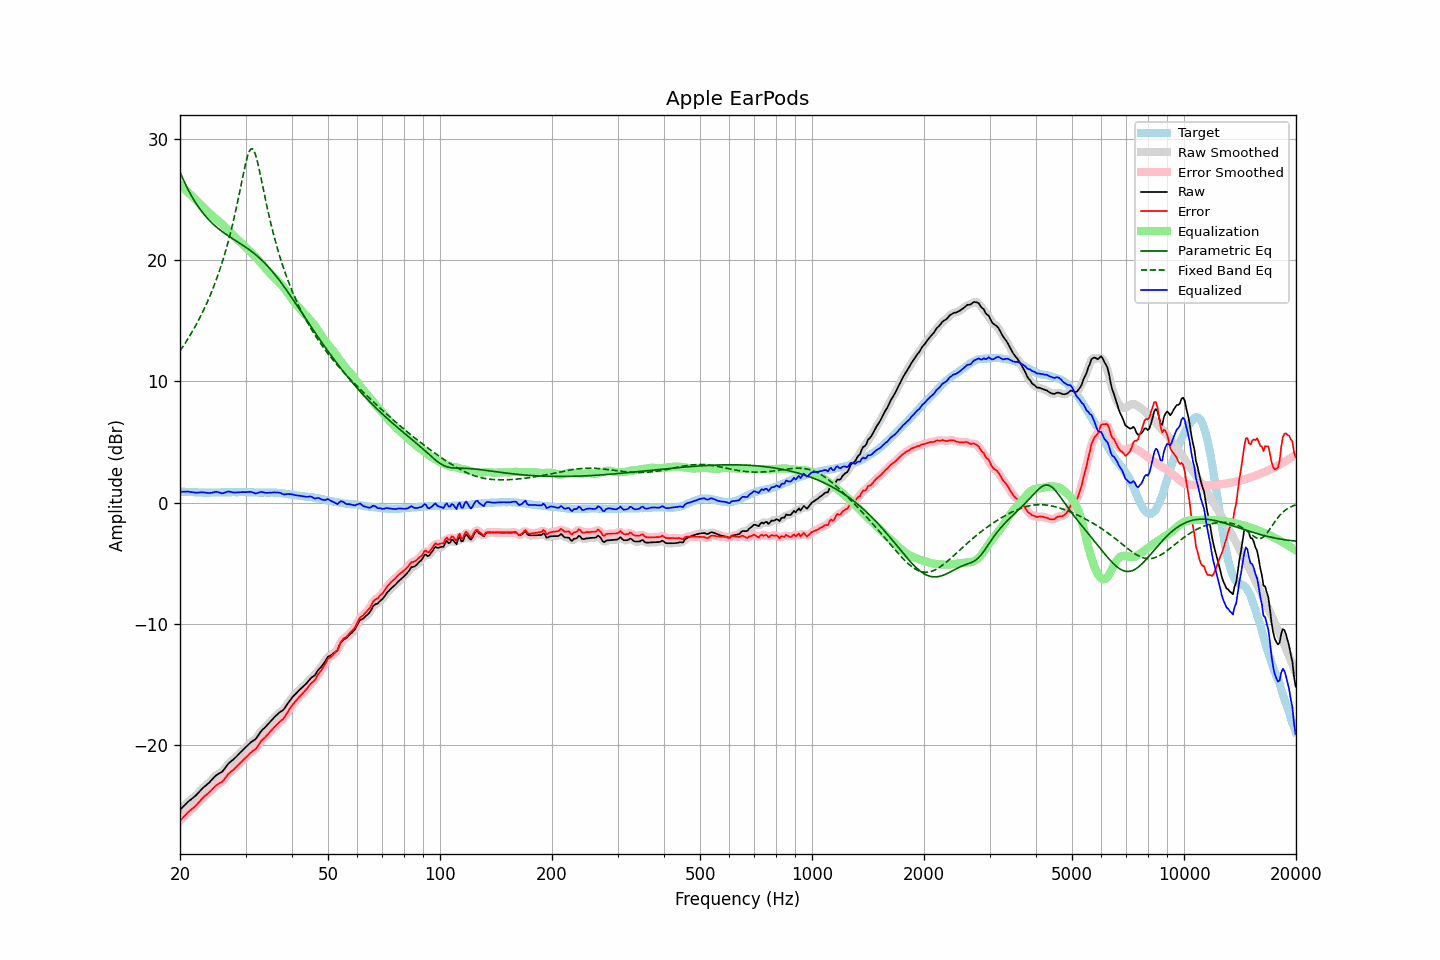 Apple EarPods
Amplitude (dBr)
30
20
10
0
−10
−20
Target
Raw Smoothed
Error Smoothed
Raw
Error
Equalization
Parametric Eq
Fixed Band Eq
Equalized
20 50 100 200 500 1000 2000 5000 10000 20000
Frequency (Hz)